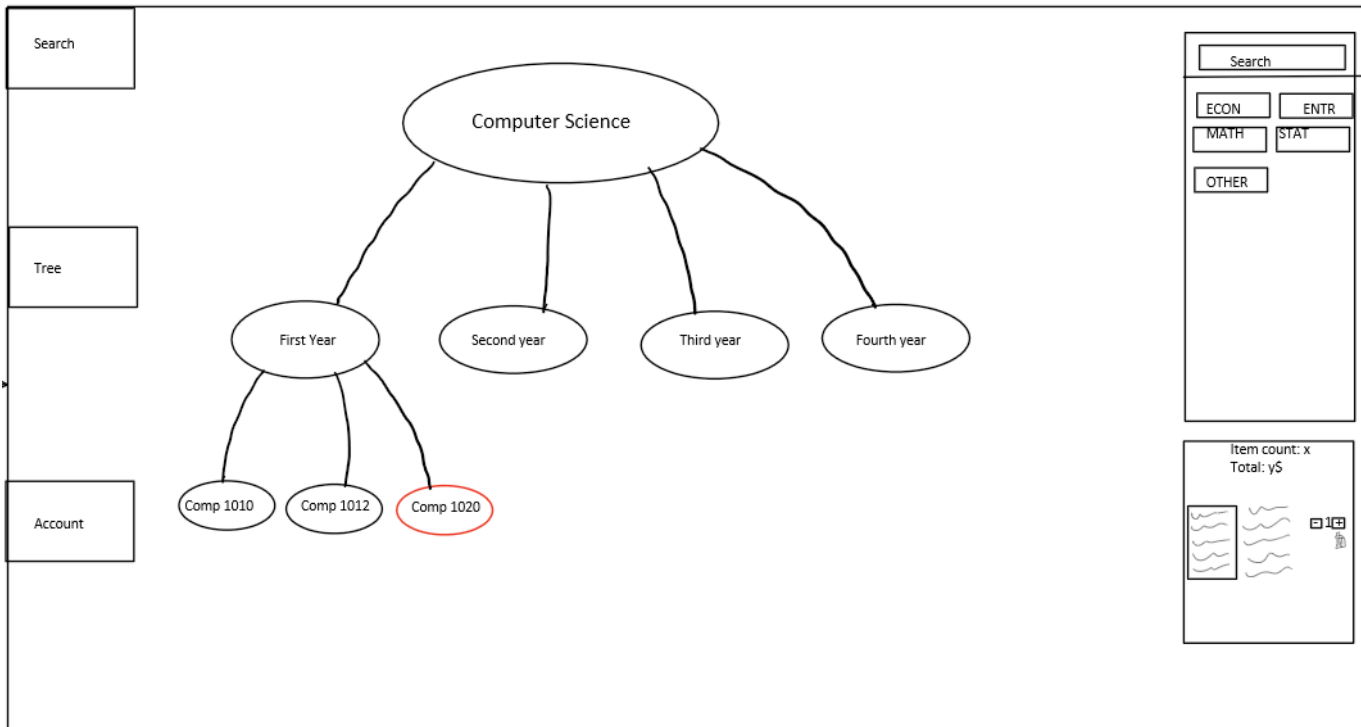 Search
Tree
Account
Computer Science
First Year
Second year
Third year
Fourth year
Comp 1010
Comp 1012
Comp 1020
Search
ECON
ENTR
MATH
STAT
OTHER
Item count: x
Total: y$
- 1 +